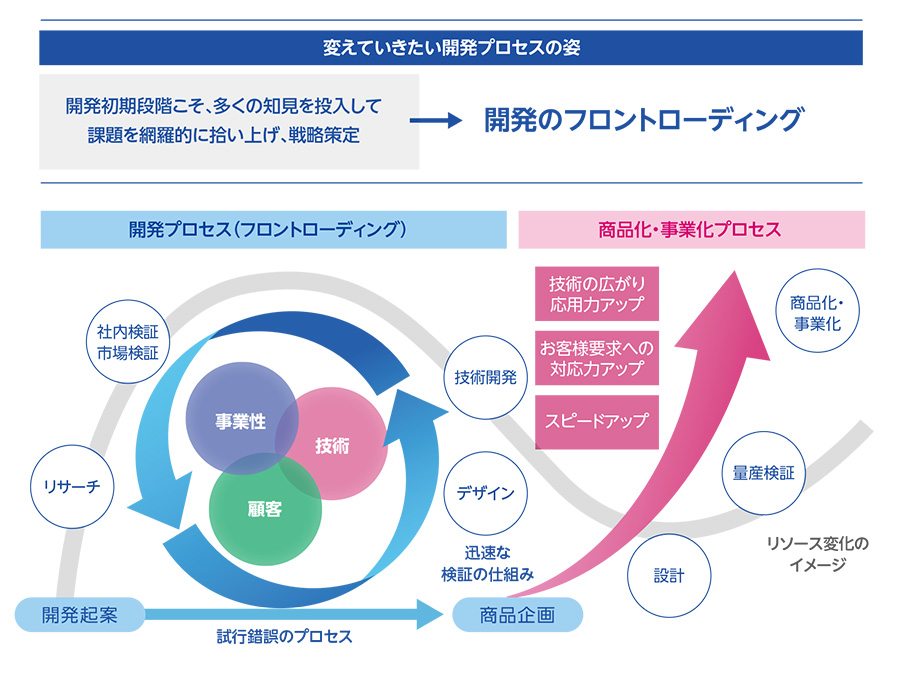 変えていきたい開発プロセスの姿
開発初期段階こそ、多くの知見を投入して
課題を網羅的に拾い上げ、戦略策定
開発のフロントローディング
開発プロセス(フロントローディング)
商品化・事業化プロセス
社内検証
市場検証
リサーチ
事業性
技術
顧客
技術開発
デザイン
迅速な
検証の仕組み
開発起案
試行錯誤のプロセス
商品企画
技術の広がり
応用力アップ
お客様要求への
対応力アップ
スピードアップ
商品化・
事業化
量産検証
設計
リソース変化の
イメージ